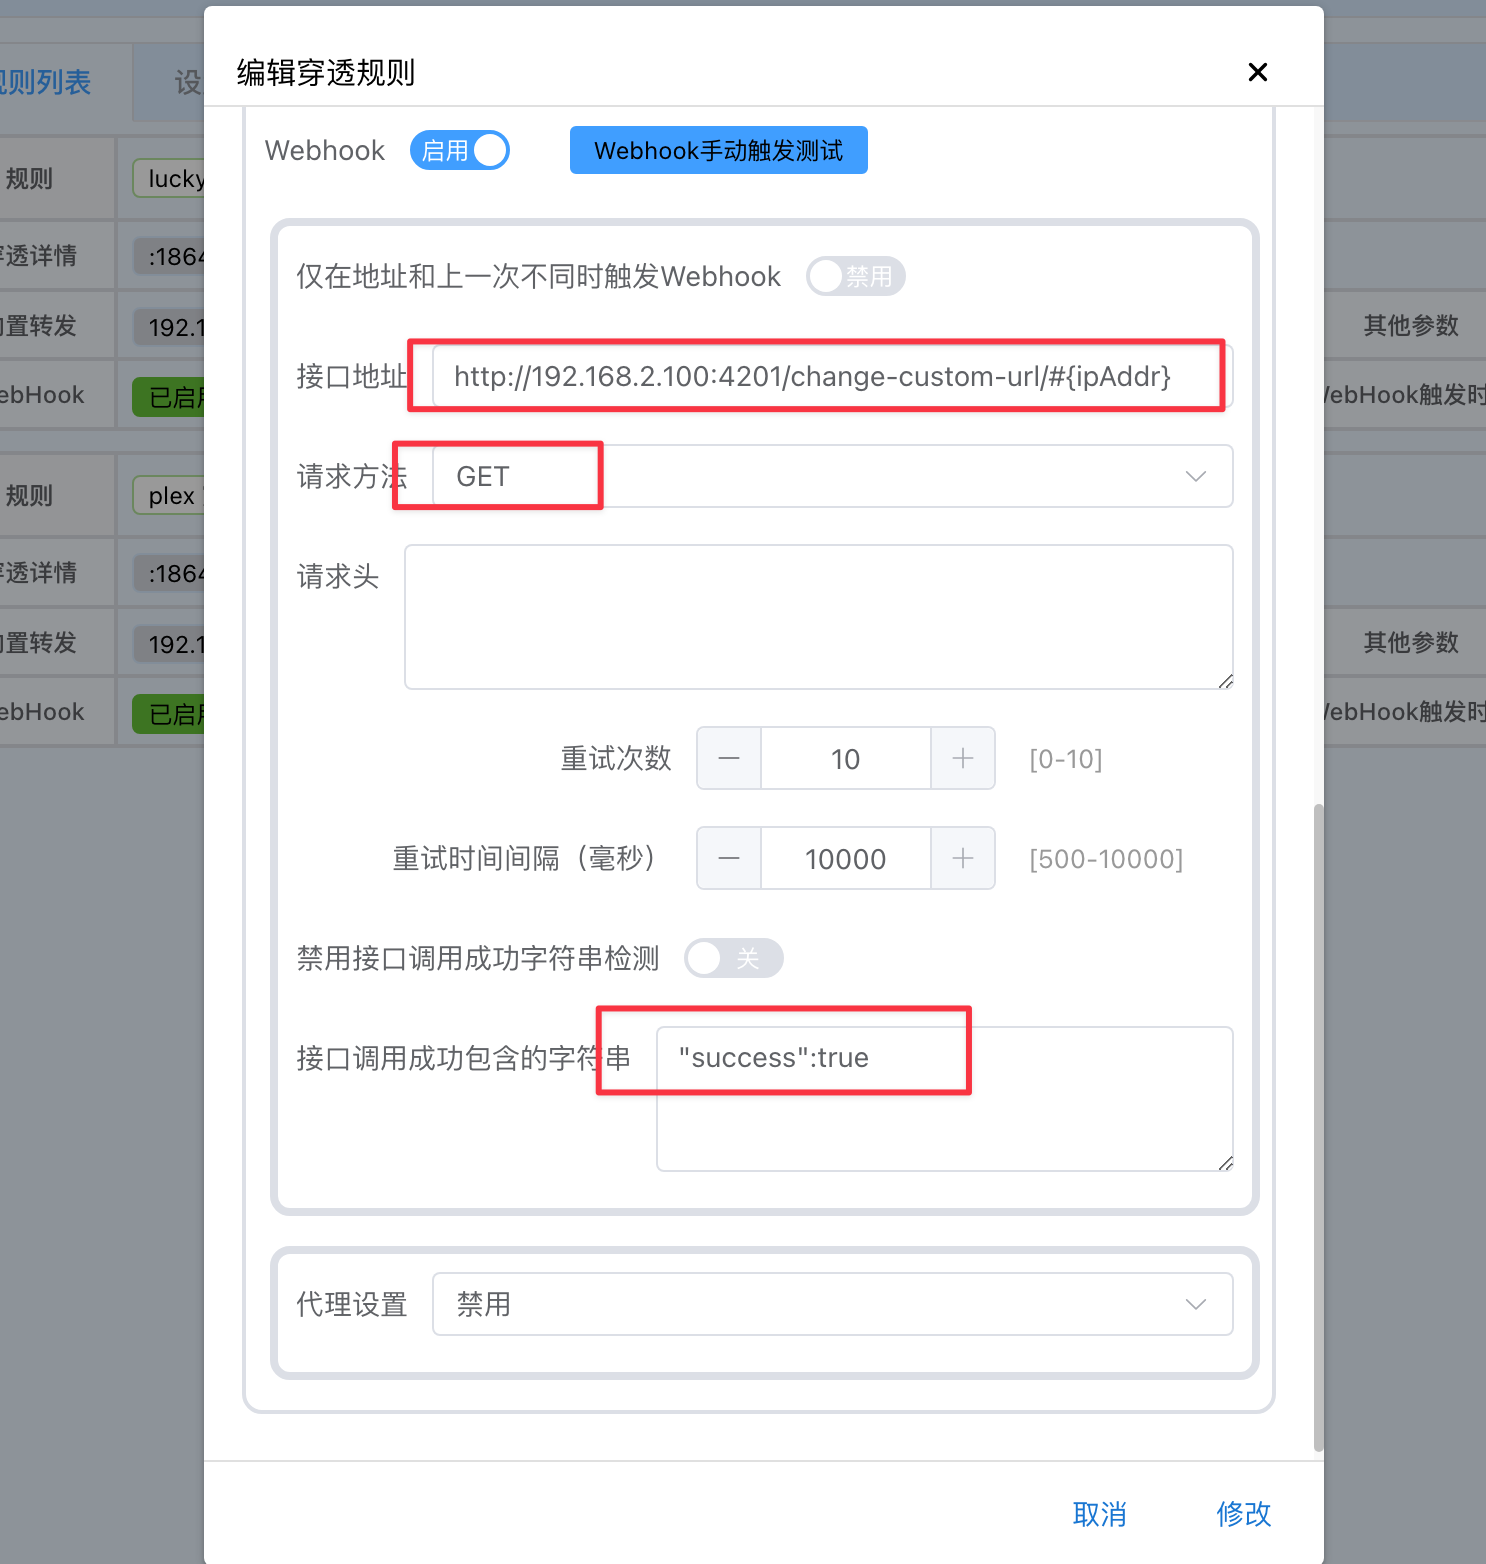 编辑穿透规则
规则列表
设
Webhook 启用 Webhook手动触发测试
规则 lucky
仅在地址和上一次不同时触发Webhook 禁用
透详情 :1864
置转发 192.1 其他参数
接口地址 http://192.168.2.100:4201/change-custom-url/#{ipAddr}
ebHook 已启用 WebHook触发时
请求方法 GET
规则 plex
请求头
透详情 :1864
置转发 192.1 其他参数
ebHook 已启用 WebHook触发时
重试次数 10 [0-10]
重试时间间隔（毫秒） 10000 [500-10000]
禁用接口调用成功字符串检测 关
接口调用成功包含的字符串 "success":true
代理设置 禁用
取消 修改